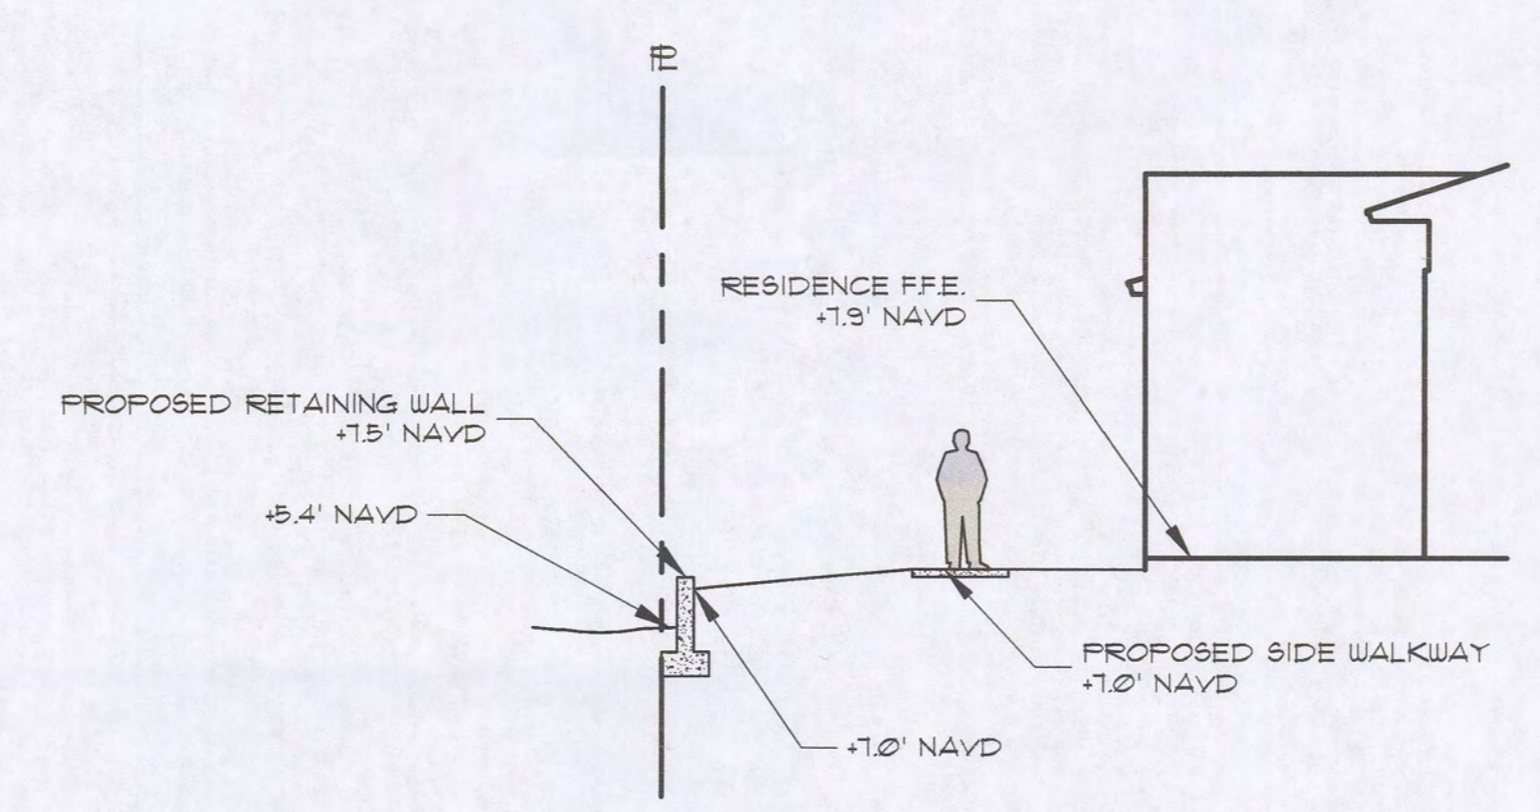 PL
RESIDENCE F.F.E.
+7.9' NAVD
PROPOSED RETAINING WALL
+7.5' NAVD
+5.4' NAVD
PROPOSED SIDE WALKWAY
+7.0' NAVD
+7.0' NAVD